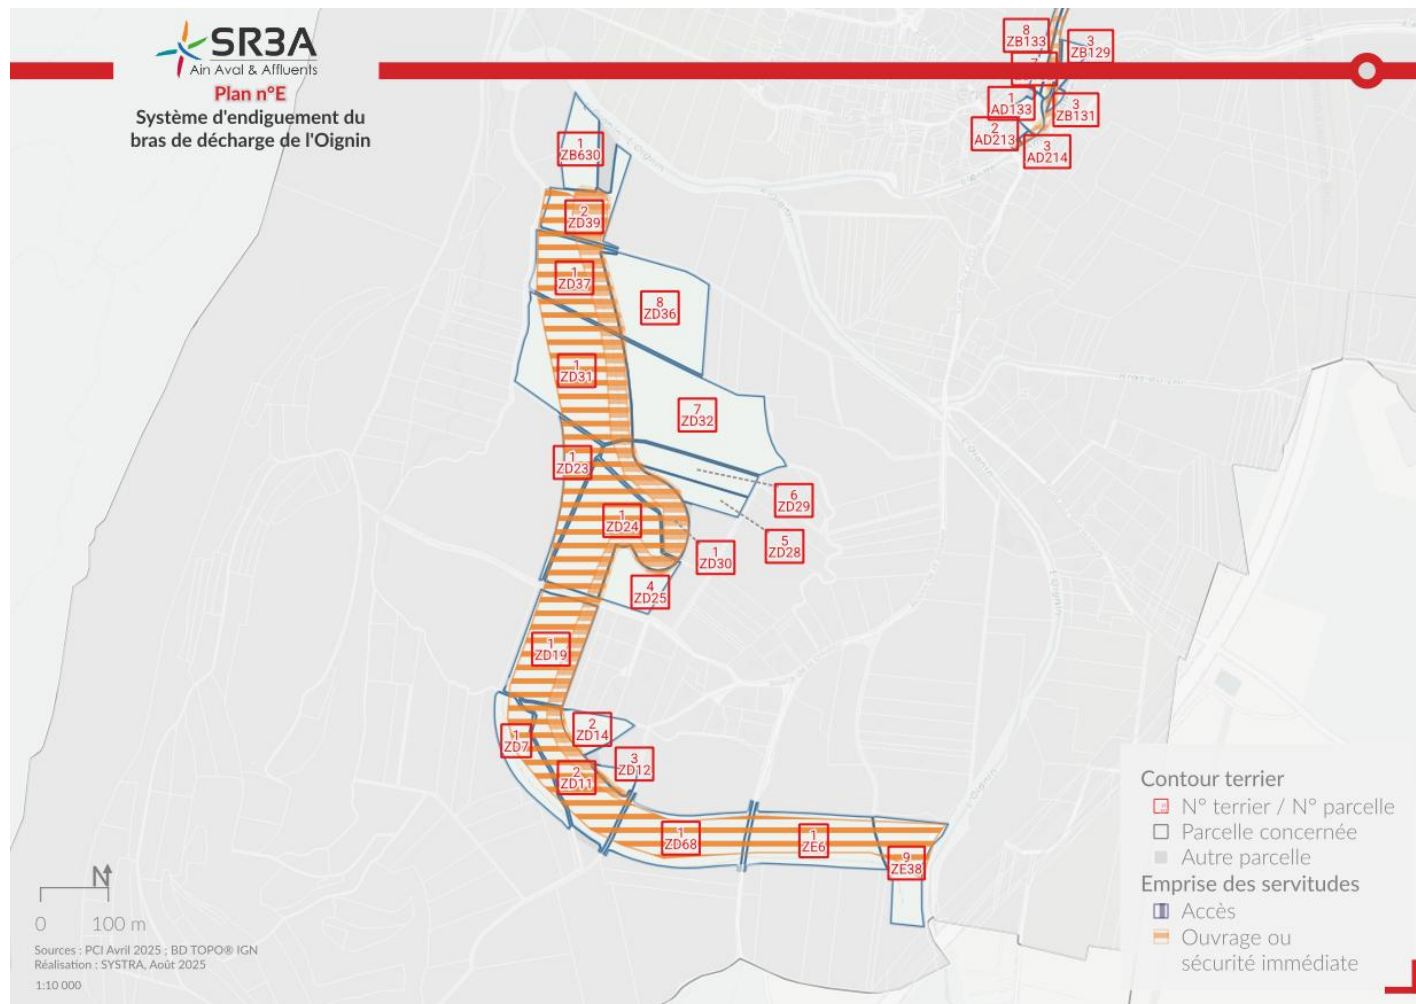 SR3A
Ain Aval & Affluents
Plan n°E
Système d'endiguement du
bras de décharge de l'Oignin
8
ZB133
3
ZB129
1
AD133
3
ZB131
2
AD213
3
AD214
1
ZB630
2
ZD39
1
ZD37
8
ZD36
1
ZD31
7
ZD32
1
ZD23
6
ZD29
1
ZD24
5
ZD28
1
ZD30
4
ZD25
1
ZD19
2
ZD14
1
ZD7
3
ZD12
2
ZD11
1
ZD68
1
ZE6
9
ZE38
L'Oignin
L'Oignin
L'Oignin
L'Oignin
Contour terrier
N° terrier / N° parcelle
Parcelle concernée
Autre parcelle
Emprise des servitudes
Accès
Ouvrage ou
sécurité immédiate
N
0 100 m
Sources : PCI Avril 2025 ; BD TOPO® IGN
Réalisation : SYSTRA, Août 2025
1:10 000